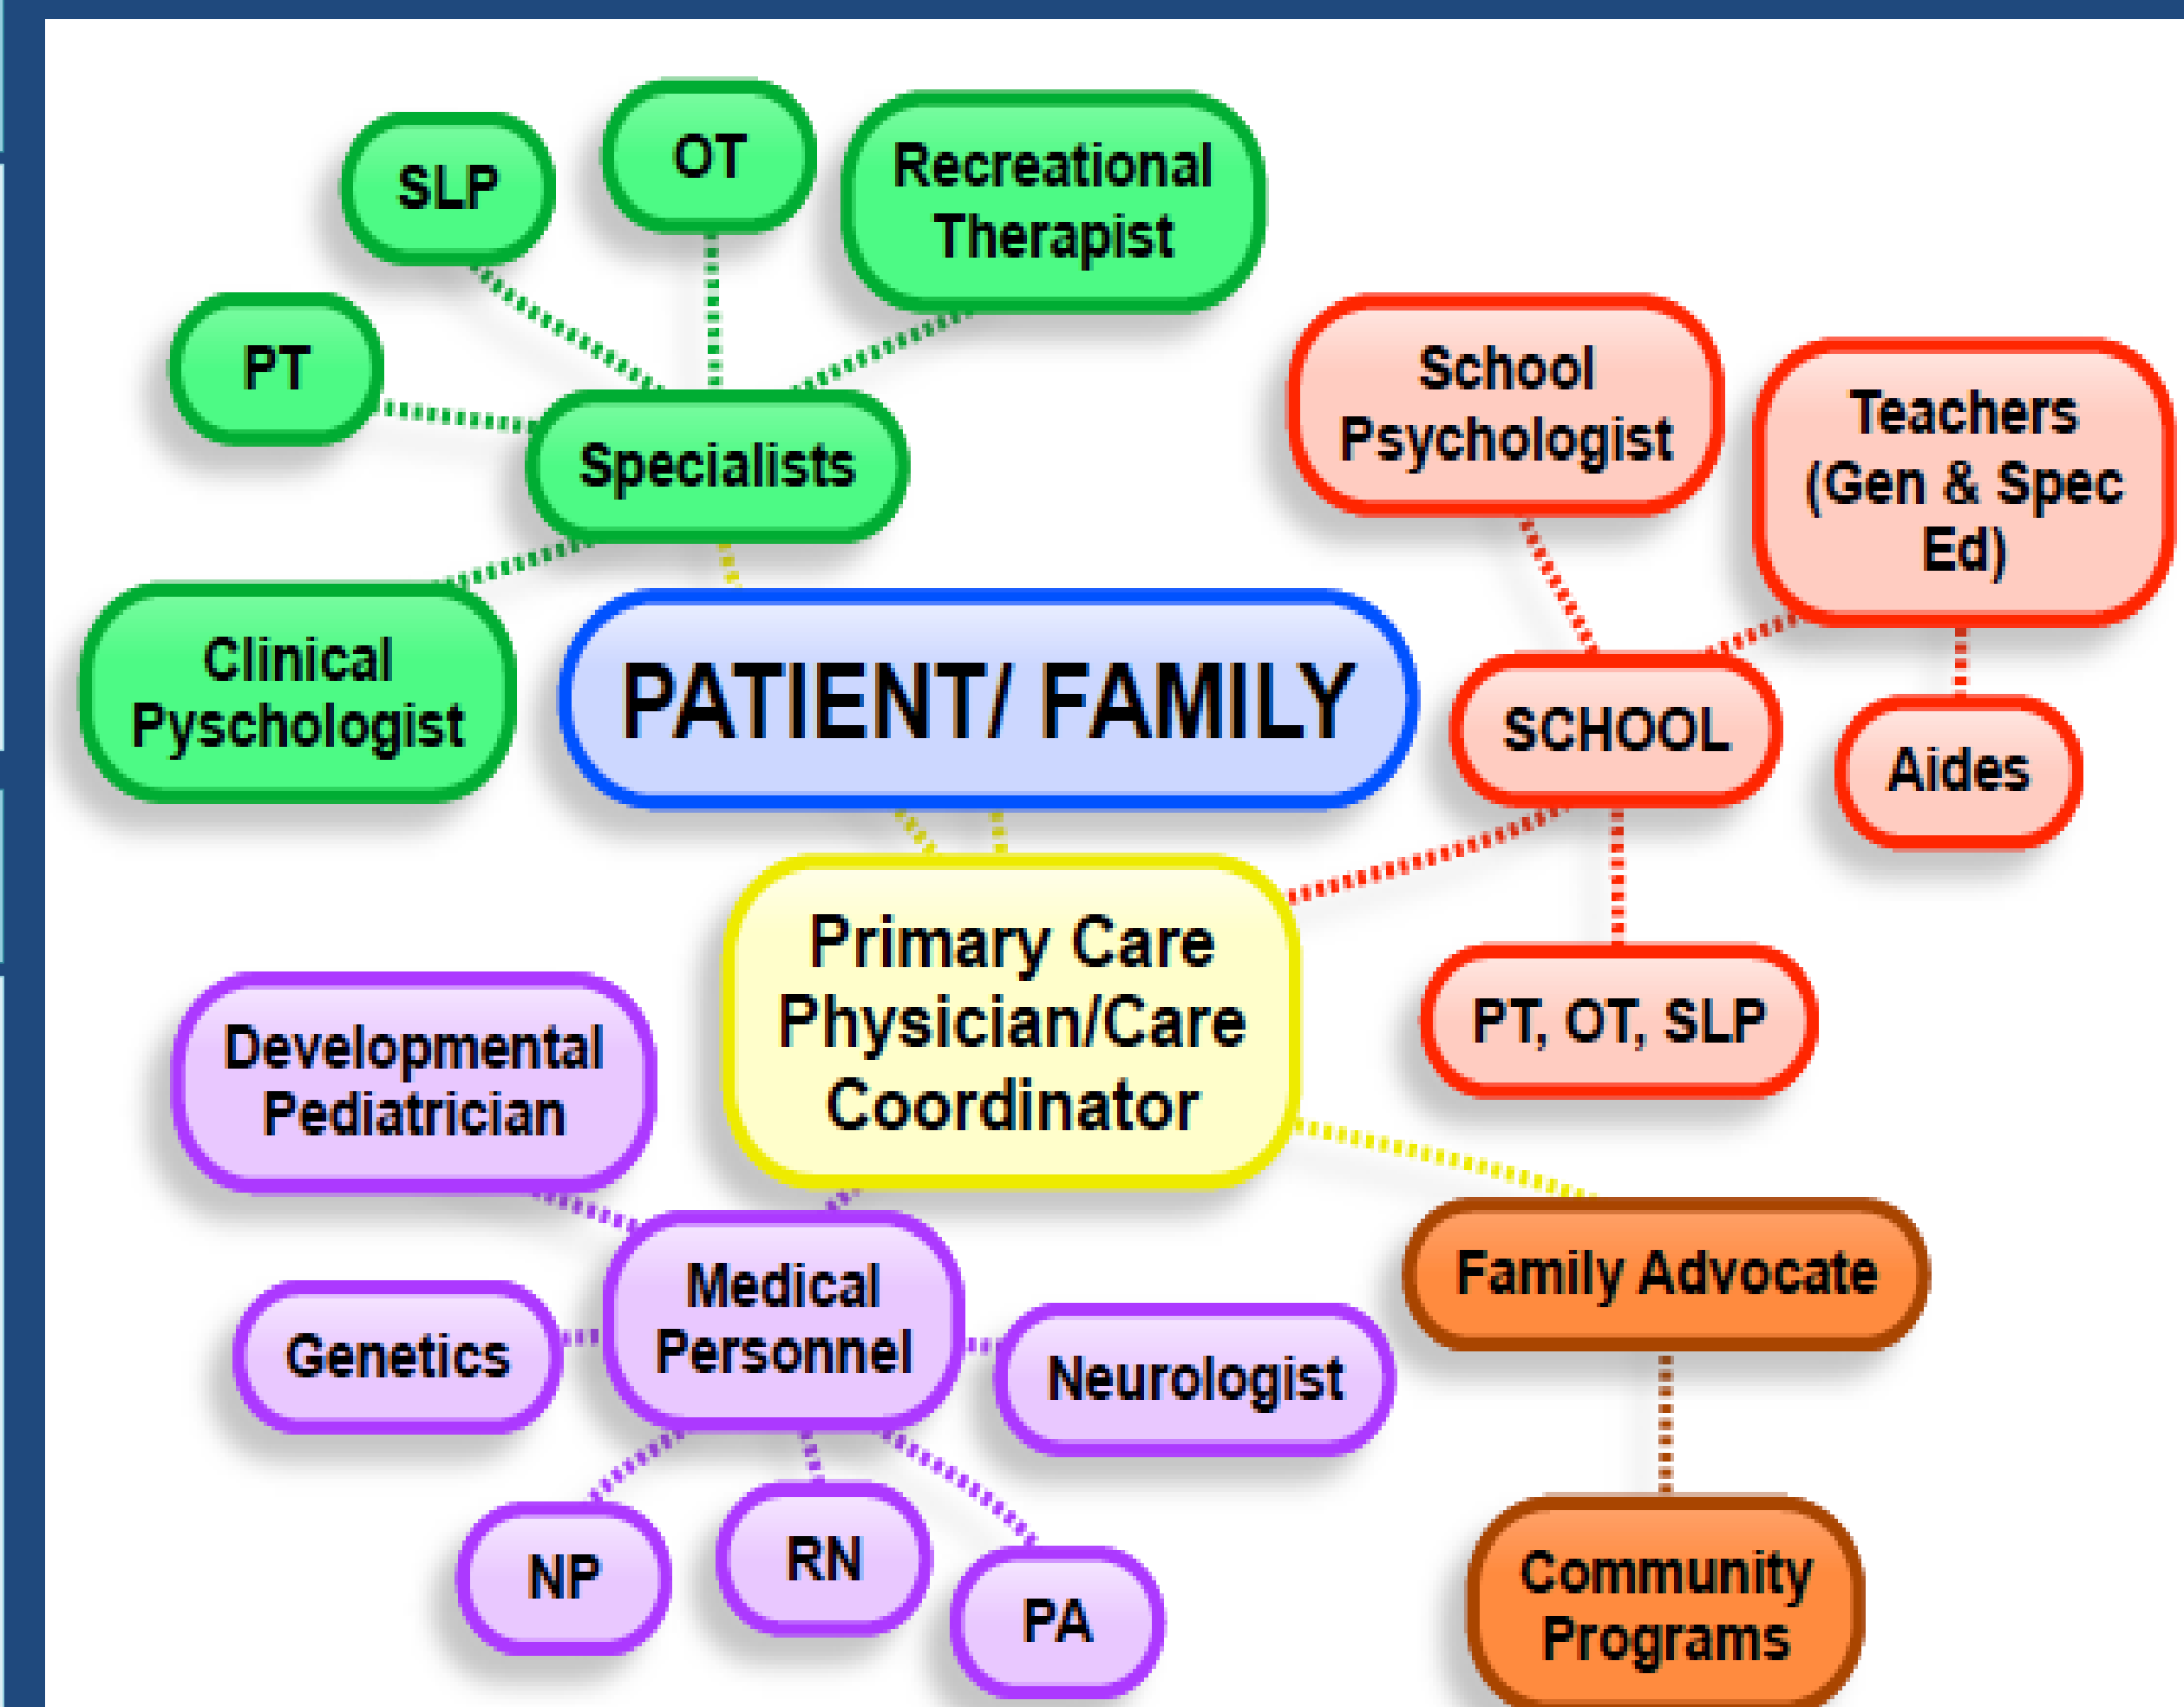 SLP
OT
Recreational
Therapist
PT
Specialists
Clinical
Pyschologist
School
Psychologist
Teachers
(Gen & Spec
Ed)
PATIENT/ FAMILY
SCHOOL
Aides
Primary Care
Physician/Care
Coordinator
PT, OT, SLP
Developmental
Pediatrician
Medical
Personnel
Genetics
Neurologist
NP
RN
PA
Family Advocate
Community
Programs